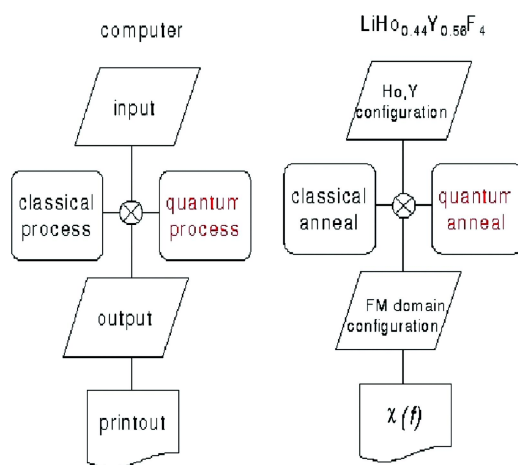 computer
input
classical
process
quantum
process
output
printout
LiHo0.44Y0.56F4
Ho,Y
configuration
classical
anneal
quantum
anneal
FM domain
configuration
χ(f)